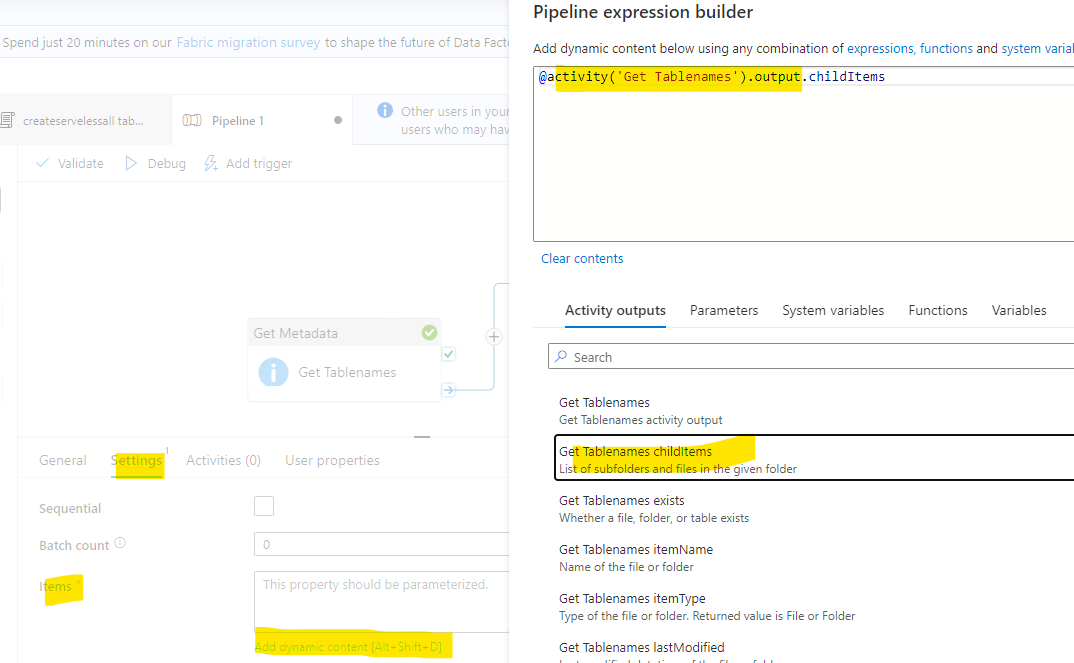 Pipeline expression builder
Spend just 20 minutes on our Fabric migration survey to shape the future of Data Facto
Add dynamic content below using any combination of expressions, functions and system varial
@activity('Get Tablenames').output.childItems
createservelessall tab...
Pipeline 1
Other users in your
users who may hav
Validate
Debug
Add trigger
Clear contents
Activity outputs
Parameters
System variables
Functions
Variables
Search
Get Metadata
Get Tablenames
Get Tablenames
Get Tablenames activity output
Get Tablenames childItems
List of subfolders and files in the given folder
Get Tablenames exists
Whether a file, folder, or table exists
Get Tablenames itemName
Name of the file or folder
Get Tablenames itemType
Type of the file or folder. Returned value is File or Folder
Get Tablenames lastModified
General
Settings 1
Activities (0)
User properties
Sequential
Batch count
0
Items *
This property should be parameterized.
Add dynamic content [Alt+Shift+D]